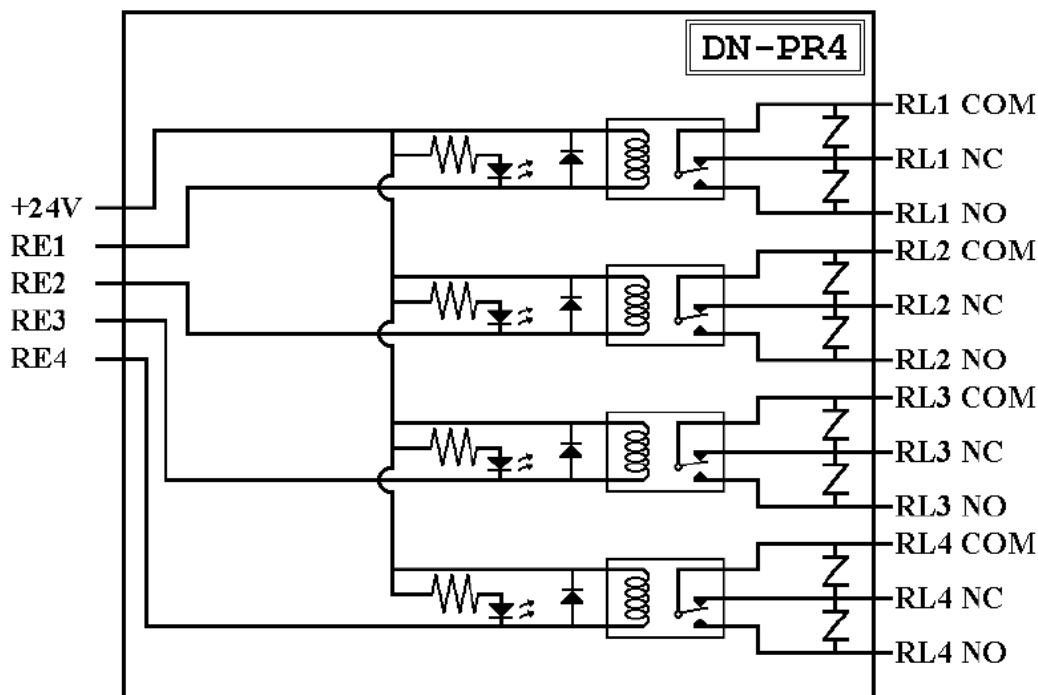 DN-PR4
+24V
RE1
RE2
RE3
RE4
RL1 COM
RL1 NC
RL1 NO
RL2 COM
RL2 NC
RL2 NO
RL3 COM
RL3 NC
RL3 NO
RL4 COM
RL4 NC
RL4 NO